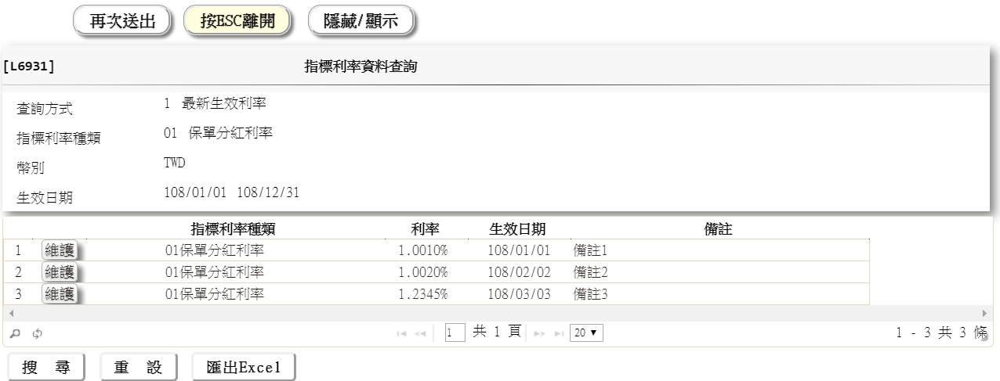 再次送出 按ESC離開 隱藏/顯示
[L6931] 指標利率資料查詢
查詢方式 1 最新生效利率
指標利率種類 01 保單分紅利率
幣別 TWD
生效日期 108/01/01 108/12/31
指標利率種類 利率 生效日期 備註
1 維護 01保單分紅利率 1.0010% 108/01/01 備註1
2 維護 01保單分紅利率 1.0020% 108/02/02 備註2
3 維護 01保單分紅利率 1.2345% 108/03/03 備註3
1 共 1 頁 20 1 - 3 共 3 條
搜 尋 重 設 匯出Excel